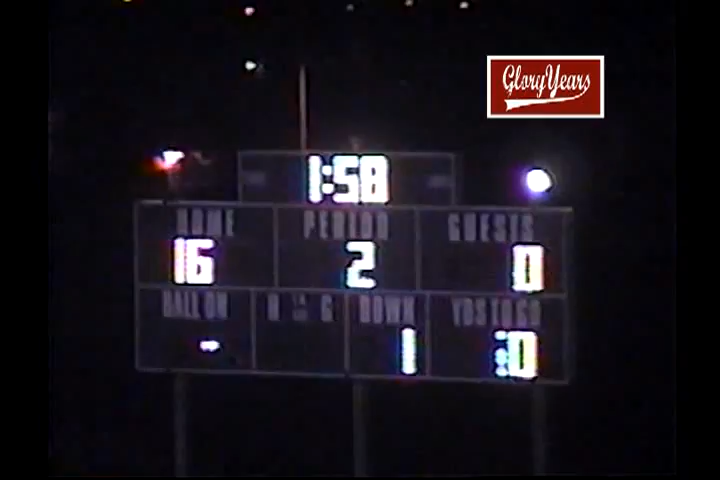 Glory Years
1:58
HOME PERIOD GUESTS
16 2 0
BALL ON H G DOWN YDS TO GO
- 1 :0